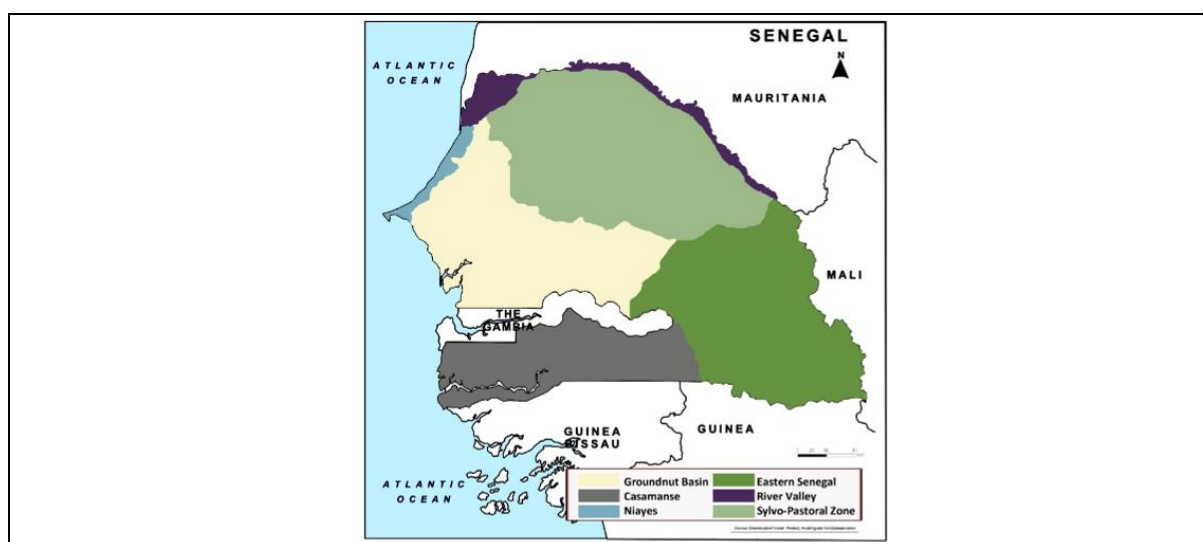 SENEGAL
N
ATLANTIC
OCEAN
MAURITANIA
MALI
THE
GAMBIA
GUINEA
BISSAU
GUINEA
ATLANTIC
OCEAN
Groundnut Basin
Casamanse
Niayes
Eastern Senegal
River Valley
Sylvo-Pastoral Zone